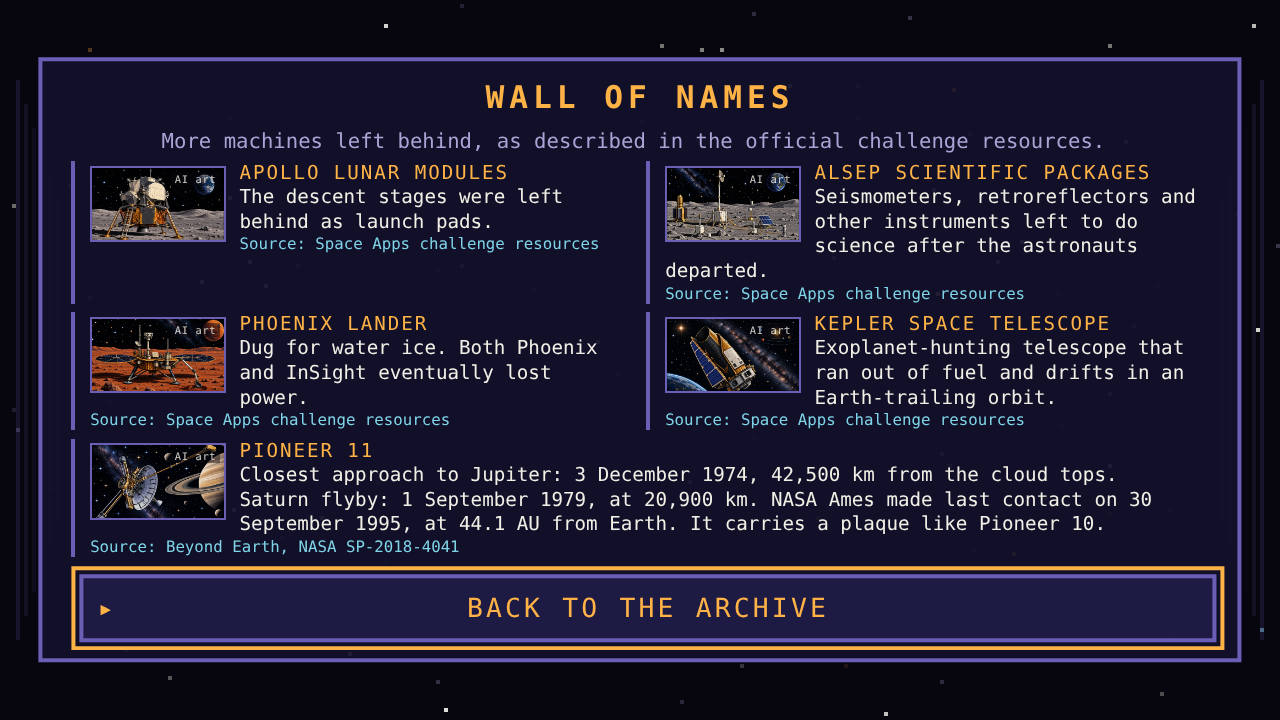 WALL OF NAMES
More machines left behind, as described in the official challenge resources.
AI art
APOLLO LUNAR MODULES
The descent stages were left
behind as launch pads.
Source: Space Apps challenge resources
AI art
ALSEP SCIENTIFIC PACKAGES
Seismometers, retroreflectors and
other instruments left to do
science after the astronauts
departed.
Source: Space Apps challenge resources
AI art
PHOENIX LANDER
Dug for water ice. Both Phoenix
and InSight eventually lost
power.
Source: Space Apps challenge resources
AI art
KEPLER SPACE TELESCOPE
Exoplanet-hunting telescope that
ran out of fuel and drifts in an
Earth-trailing orbit.
Source: Space Apps challenge resources
AI art
PIONEER 11
Closest approach to Jupiter: 3 December 1974, 42,500 km from the cloud tops.
Saturn flyby: 1 September 1979, at 20,900 km. NASA Ames made last contact on 30
September 1995, at 44.1 AU from Earth. It carries a plaque like Pioneer 10.
Source: Beyond Earth, NASA SP-2018-4041
▶ BACK TO THE ARCHIVE